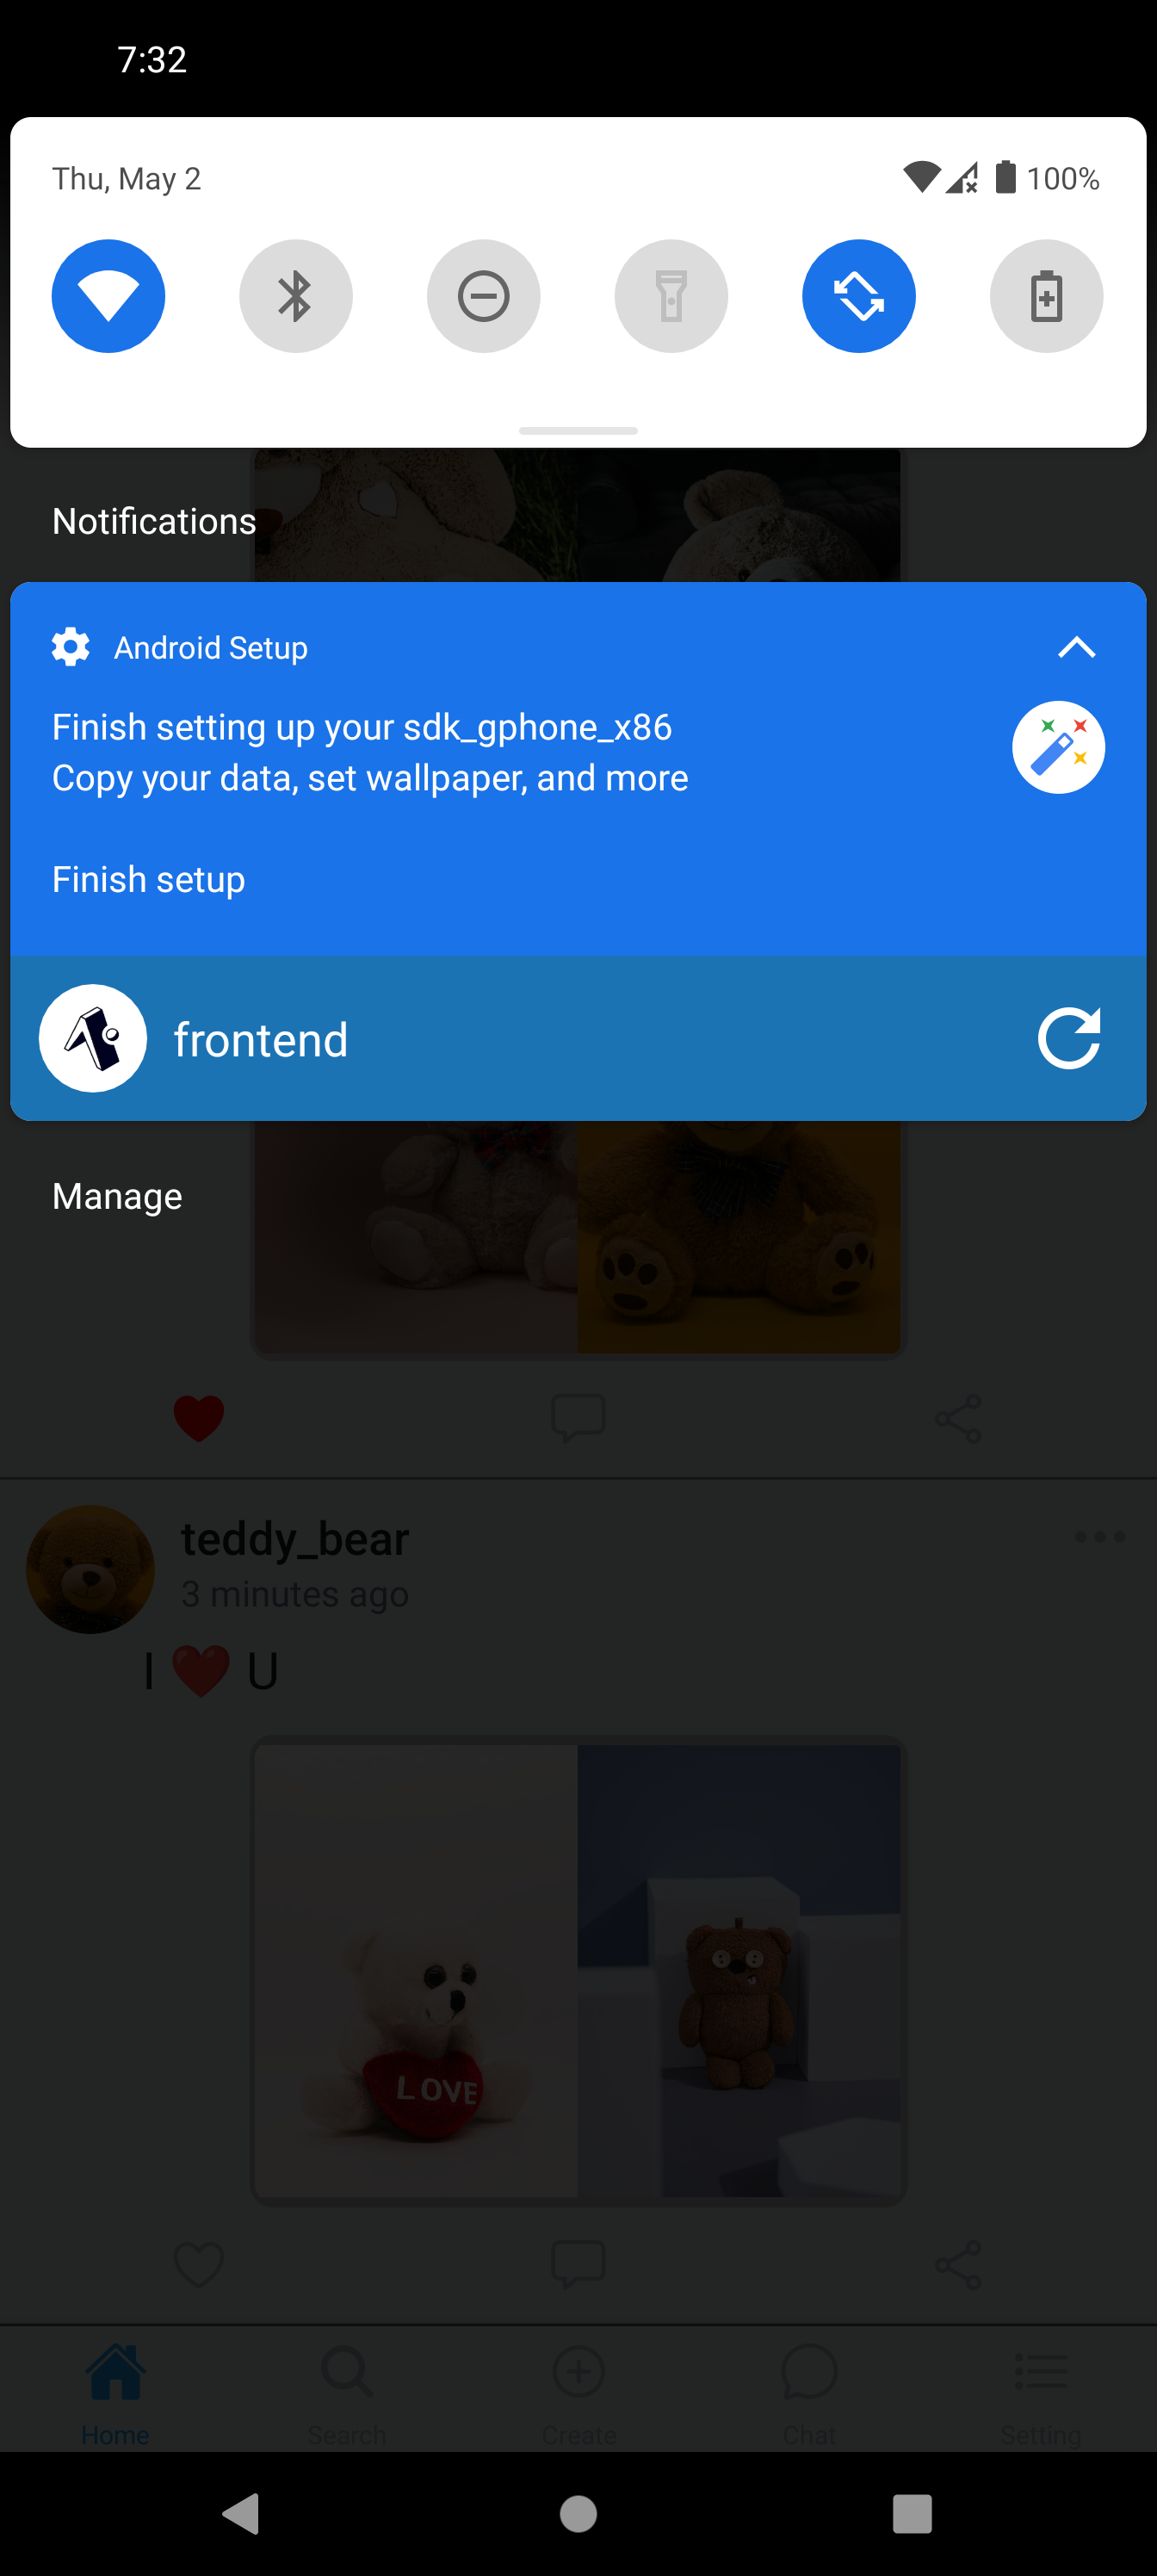 7:32
Thu, May 2
100%
Notifications
Android Setup
Finish setting up your sdk_gphone_x86
Copy your data, set wallpaper, and more
Finish setup
frontend
Manage
teddy_bear
3 minutes ago
I ❤️ U
LOVE
Home
Search
Create
Chat
Setting